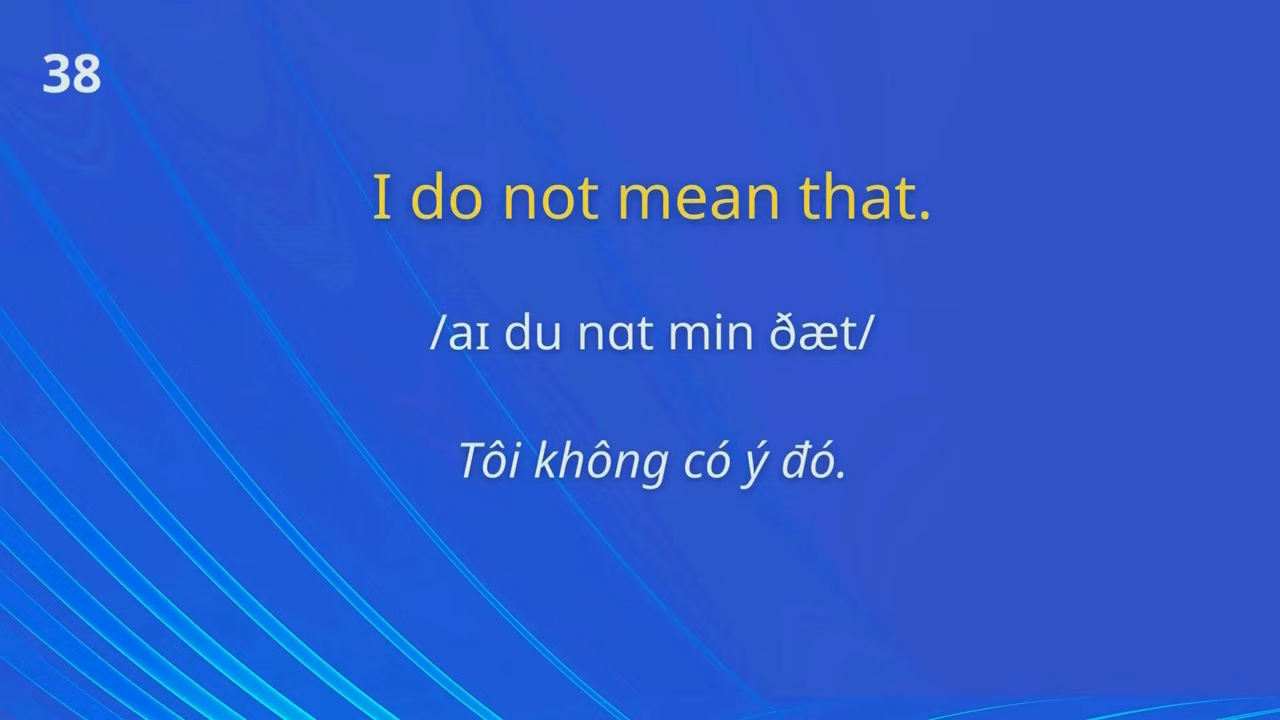 38
I do not mean that.
/aɪ du nɑt min ðæt/
Tôi không có ý đó.